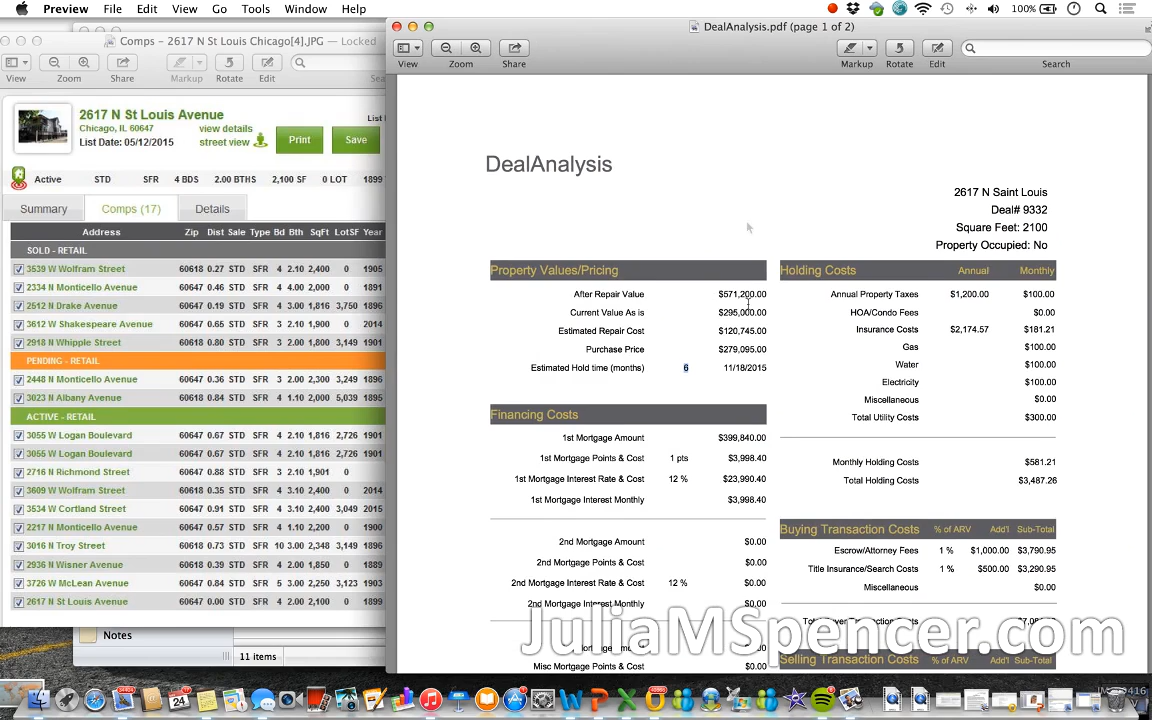 Preview File Edit View Go Tools Window Help 100%
Comps - 2617 N St Louis Chicago[4].JPG — Locked
View Zoom Share Markup Rotate Edit
2617 N St Louis Avenue
Chicago, IL 60647
List Date: 05/12/2015
view details
street view
Print
Save
Active STD SFR 4 BDS 2.00 BTHS 2,100 SF 0 LOT 1899
Summary Comps (17) Details
Address Zip Dist Sale Type Bd Bth SqFt LotSF Year
SOLD - RETAIL
3539 W Wolfram Street 60618 0.27 STD SFR 4 2.10 2,400 0 1905
2334 N Monticello Avenue 60647 0.46 STD SFR 4 4.00 2,000 0 1891
2512 N Drake Avenue 60647 0.19 STD SFR 4 3.00 1,816 3,750 1896
3612 W Shakespeare Avenue 60647 0.65 STD SFR 4 3.10 2,324 0 2014
2918 N Whipple Street 60618 0.80 STD SFR 3 2.00 1,800 3,149 1901
PENDING - RETAIL
2448 N Monticello Avenue 60647 0.36 STD SFR 4 2.00 2,300 3,249 1896
3023 N Albany Avenue 60618 0.84 STD SFR 4 1.10 2,000 5,039 1895
ACTIVE - RETAIL
3055 W Logan Boulevard 60647 0.67 STD SFR 4 2.10 1,816 2,726 1901
3055 W Logan Boulevard 60647 0.67 STD SFR 4 2.10 1,816 2,726 1901
2716 N Richmond Street 60647 0.88 STD SFR 3 2.10 1,901 0
3609 W Wolfram Street 60618 0.35 STD SFR 4 3.10 2,400 0 2014
3534 W Cortland Street 60647 0.91 STD SFR 4 3.10 2,400 3,049 2015
2217 N Monticello Avenue 60647 0.57 STD SFR 4 1.10 2,200 0 1900
3016 N Troy Street 60618 0.73 STD SFR 10 3.00 2,348 3,149 1896
2936 N Wisner Avenue 60618 0.39 STD SFR 4 2.00 2,100 0 1888
3726 W McLean Avenue 60647 0.84 STD SFR 5 3.00 2,250 3,123 1903
2617 N St Louis Avenue 60647 0.00 STD SFR 4 2.00 2,100 0 1899
Notes
11 items
DealAnalysis.pdf (page 1 of 2)
View Zoom Share Markup Rotate Edit Search
DealAnalysis
2617 N Saint Louis
Deal# 9332
Square Feet: 2100
Property Occupied: No
Property Values/Pricing
After Repair Value $571,200.00
Current Value As is $295,000.00
Estimated Repair Cost $120,745.00
Purchase Price $279,095.00
Estimated Hold time (months) 6 11/18/2015
Financing Costs
1st Mortgage Amount $399,840.00
1st Mortgage Points & Cost 1 pts $3,998.40
1st Mortgage Interest Rate & Cost 12 % $23,990.40
1st Mortgage Interest Monthly $3,998.40
2nd Mortgage Amount $0.00
2nd Mortgage Points & Cost $0.00
2nd Mortgage Interest Rate & Cost 12 % $0.00
2nd Mortgage Interest Monthly $0.00
Misc Mortgage Points & Cost $0.00
Holding Costs Annual Monthly
Annual Property Taxes $1,200.00 $100.00
HOA/Condo Fees $0.00
Insurance Costs $2,174.57 $181.21
Gas $100.00
Water $100.00
Electricity $100.00
Miscellaneous $0.00
Total Utility Costs $300.00
Monthly Holding Costs $581.21
Total Holding Costs $3,487.26
Buying Transaction Costs % of ARV Add'l Sub-Total
Escrow/Attorney Fees 1 % $1,000.00 $3,790.95
Title Insurance/Search Costs 1 % $500.00 $3,290.95
Miscellaneous $0.00
Selling Transaction Costs % of ARV Add'l Sub-Total
JuliaMSpencer.com